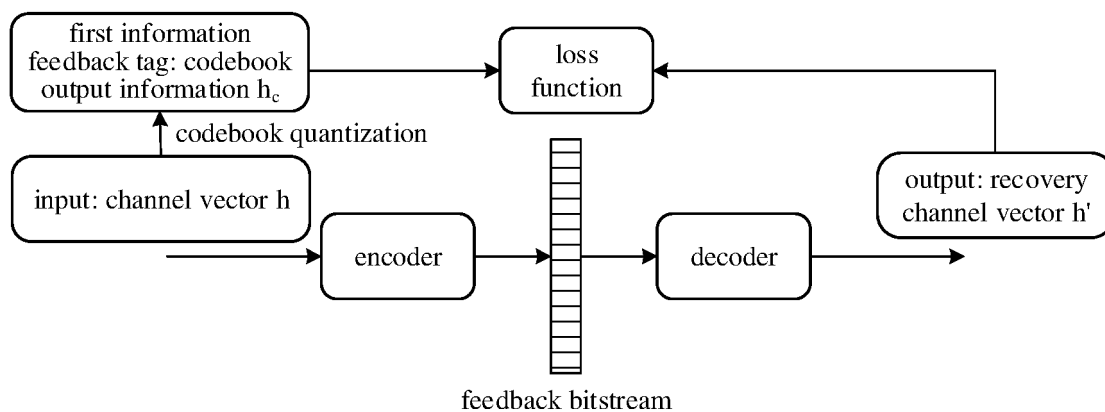 first information
feedback tag: codebook
output information h_c
loss
function
codebook quantization
input: channel vector h
output: recovery
channel vector h'
encoder
decoder
feedback bitstream